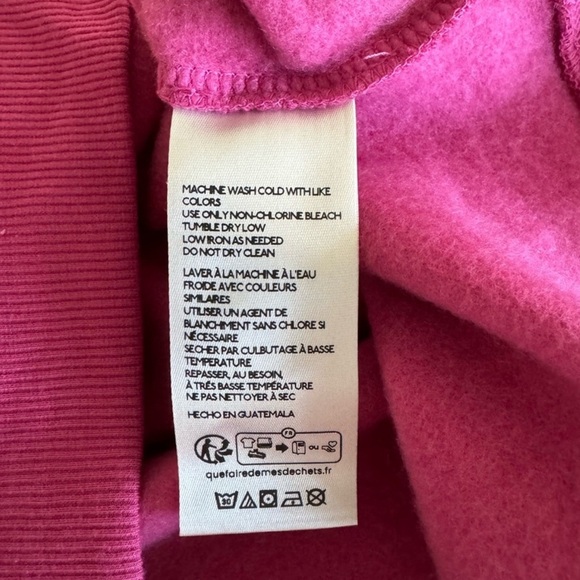 MACHINE WASH COLD WITH LIKE
COLORS
USE ONLY NON-CHLORINE BLEACH
TUMBLE DRY LOW
LOW IRON AS NEEDED
DO NOT DRY CLEAN
LAVER À LA MACHINE À L'EAU
FROIDE AVEC COULEURS
SIMILAIRES
UTILISER UN AGENT DE
BLANCHIMENT SANS CHLORE SI
NÉCESSAIRE
SECHER PAR CULBUTAGE À BASSE
TEMPERATURE
REPASSER, AU BESOIN,
À TRÈS BASSE TEMPÉRATURE
NE PAS NETTOYER À SEC
HECHO EN GUATEMALA
FR
OU
quefairedemesdechets.fr
30